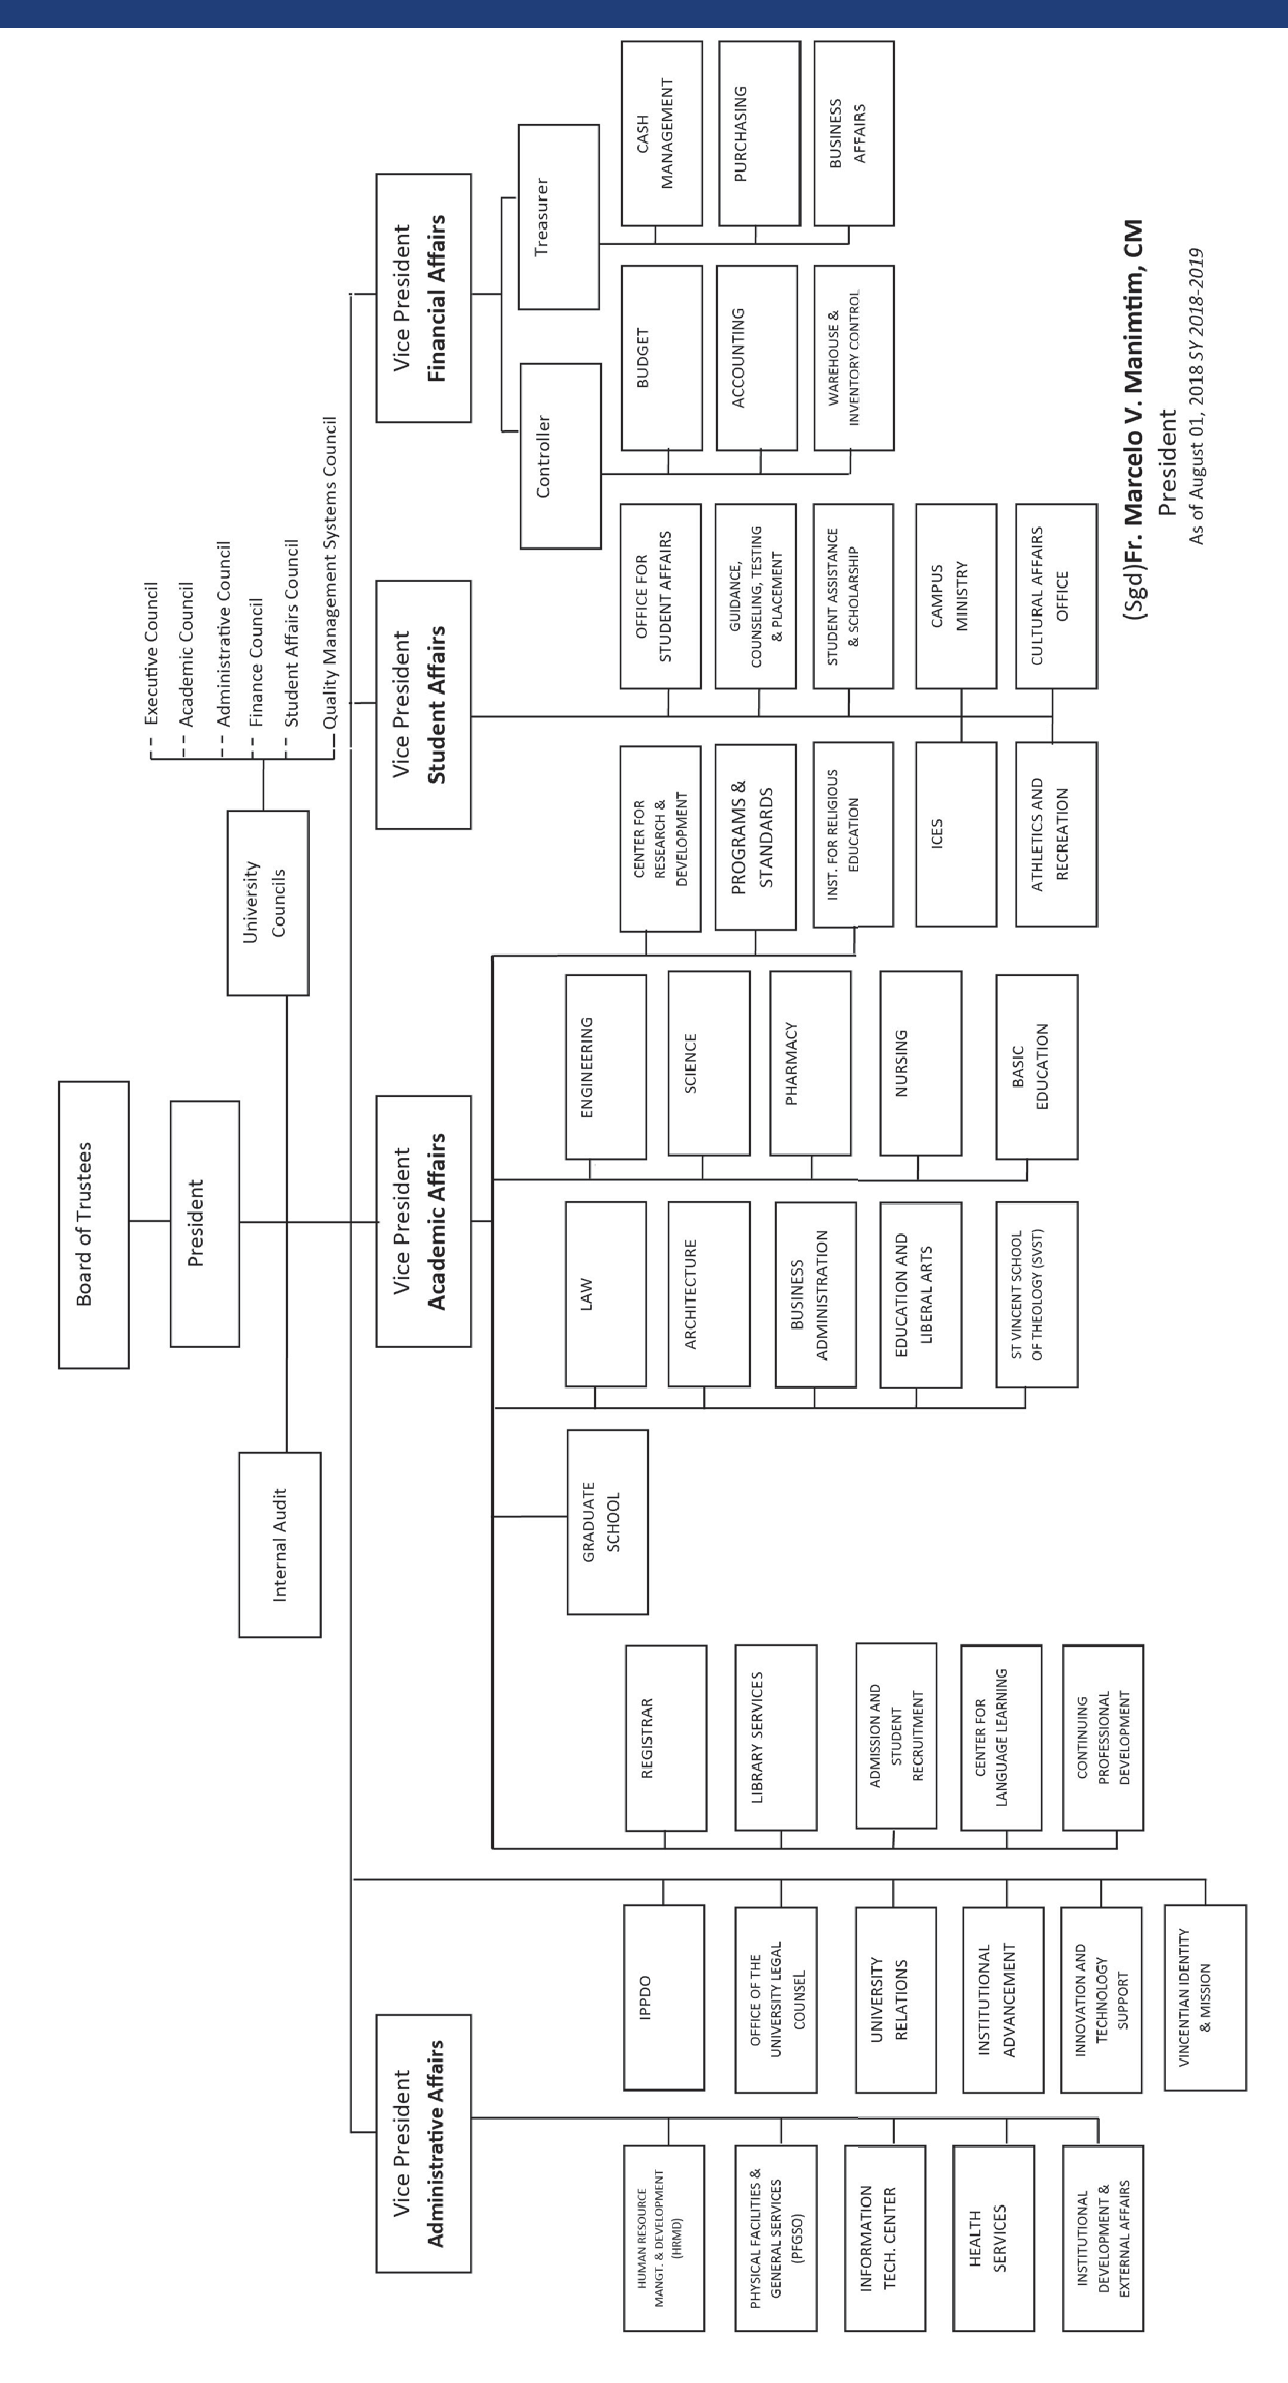 Board of Trustees
President
Internal Audit
University
Councils
Executive Council
Academic Council
Administrative Council
Finance Council
Student Affairs Council
Quality Management Systems Council
Vice President
Administrative Affairs
Vice President
Academic Affairs
Vice President
Student Affairs
Vice President
Financial Affairs
HUMAN RESOURCE
MANGT. & DEVELOPMENT
(HRMD)
PHYSICAL FACILITIES &
GENERAL SERVICES
(PFGSO)
INFORMATION
TECH. CENTER
HEALTH
SERVICES
INSTITUTIONAL
DEVELOPMENT &
EXTERNAL AFFAIRS
IPPDO
OFFICE OF THE
UNIVERSITY LEGAL
COUNSEL
UNIVERSITY
RELATIONS
INSTITUTIONAL
ADVANCEMENT
INNOVATION AND
TECHNOLOGY
SUPPORT
VINCENTIAN IDENTITY
& MISSION
REGISTRAR
LIBRARY SERVICES
ADMISSION AND
STUDENT
RECRUITMENT
CENTER FOR
LANGUAGE LEARNING
CONTINUING
PROFESSIONAL
DEVELOPMENT
GRADUATE
SCHOOL
LAW
ARCHITECTURE
BUSINESS
ADMINISTRATION
EDUCATION AND
LIBERAL ARTS
ST VINCENT SCHOOL
OF THEOLOGY (SVST)
ENGINEERING
SCIENCE
PHARMACY
NURSING
BASIC
EDUCATION
CENTER FOR
RESEARCH &
DEVELOPMENT
PROGRAMS &
STANDARDS
INST. FOR RELIGIOUS
EDUCATION
ICES
ATHLETICS AND
RECREATION
OFFICE FOR
STUDENT AFFAIRS
GUIDANCE,
COUNSELING, TESTING
& PLACEMENT
STUDENT ASSISTANCE
& SCHOLARSHIP
CAMPUS
MINISTRY
CULTURAL AFFAIRS
OFFICE
Controller
BUDGET
ACCOUNTING
WAREHOUSE &
INVENTORY CONTROL
Treasurer
CASH
MANAGEMENT
PURCHASING
BUSINESS
AFFAIRS
(Sgd)Fr. Marcelo V. Manimtim, CM
President
As of August 01, 2018 SY 2018-2019